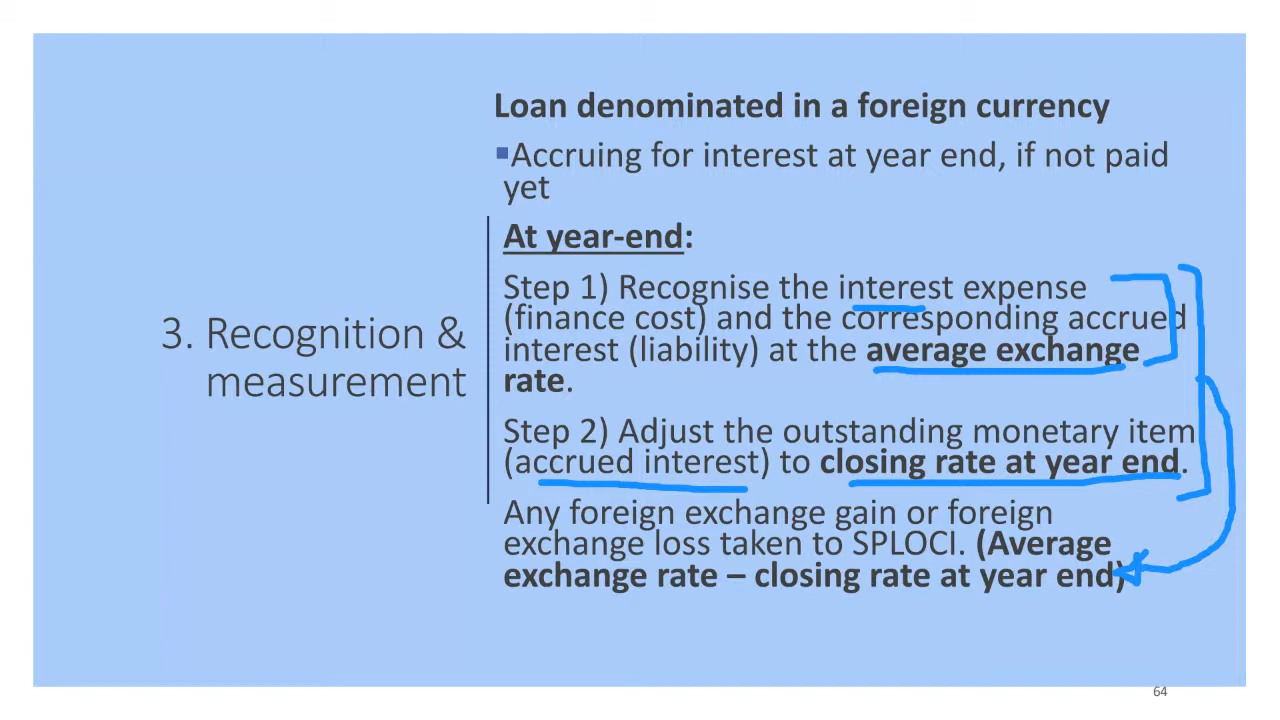 Loan denominated in a foreign currency
▪Accruing for interest at year end, if not paid
yet
At year-end:
Step 1) Recognise the interest expense
(finance cost) and the corresponding accrued
interest (liability) at the average exchange
rate.
3. Recognition &
measurement
Step 2) Adjust the outstanding monetary item
(accrued interest) to closing rate at year end.
Any foreign exchange gain or foreign
exchange loss taken to SPLOCI. (Average
exchange rate – closing rate at year end)
64